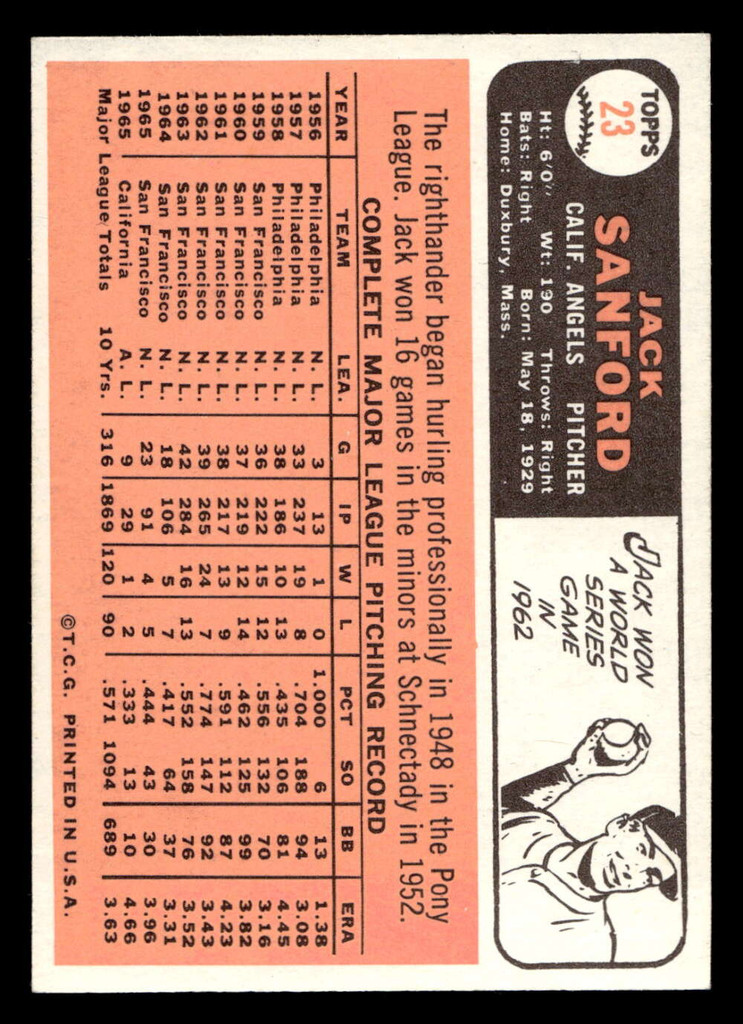 TOPPS
23
JACK
SANFORD
CALIF. ANGELS PITCHER
Ht: 6'0" Wt: 190 Throws: Right
Bats: Right Born: May 18, 1929
Home: Duxbury, Mass.
JACK WON
A WORLD
SERIES
GAME
IN
1962
The righthander began hurling professionally in 1948 in the Pony
League. Jack won 16 games in the minors at Schnectady in 1952.
COMPLETE MAJOR LEAGUE PITCHING RECORD
YEAR TEAM LEA. G IP W L PCT SO BB ERA
1956 Philadelphia N. L. 3 13 1 0 1.000 6 13 1.38
1957 Philadelphia N. L. 33 237 19 8 .704 188 94 3.08
1958 Philadelphia N. L. 38 186 10 13 .435 106 81 4.45
1959 San Francisco N. L. 36 222 15 12 .556 132 70 3.16
1960 San Francisco N. L. 37 219 12 14 .462 125 99 3.82
1961 San Francisco N. L. 38 217 13 9 .591 112 87 4.23
1962 San Francisco N. L. 39 265 24 7 .774 147 92 3.43
1963 San Francisco N. L. 42 284 16 13 .552 158 76 3.52
1964 San Francisco N. L. 18 106 5 7 .417 64 37 3.31
1965 San Francisco N. L. 23 91 4 5 .444 43 30 3.96
1965 California A. L. 9 29 1 2 .333 13 10 4.66
Major League Totals 10 Yrs. 316 1869 120 90 .571 1094 689 3.63
©T.C.G. PRINTED IN U.S.A.